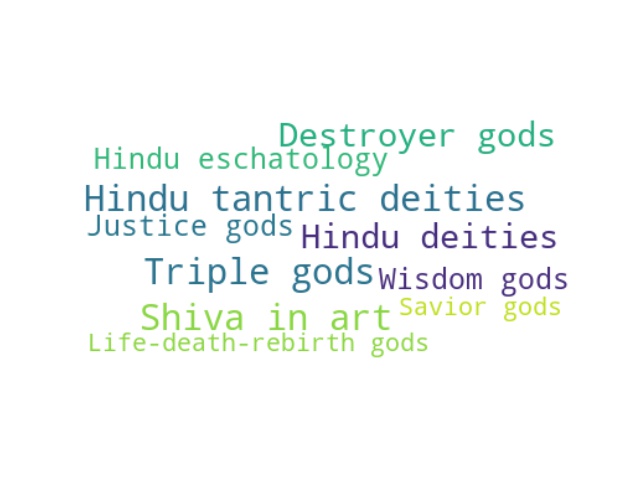 Destroyer gods
Hindu eschatology
Hindu tantric deities
Justice gods
Hindu deities
Triple gods
Wisdom gods
Shiva in art
Savior gods
Life-death-rebirth gods